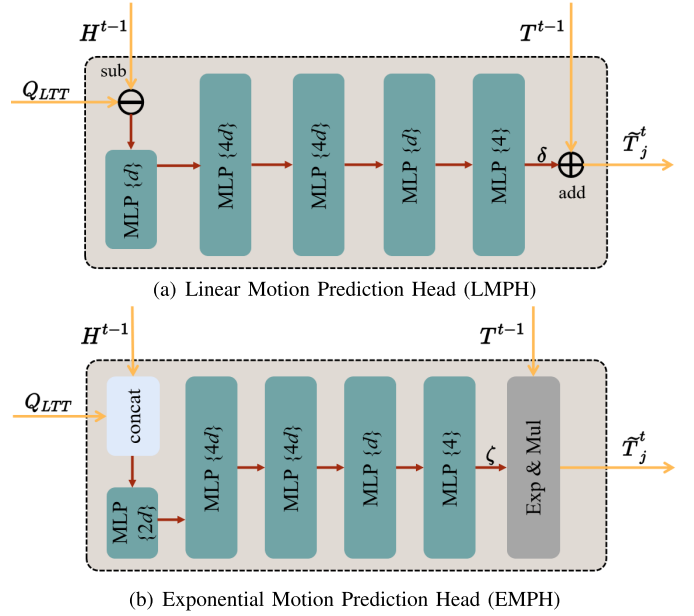 H^{t-1}
T^{t-1}
sub
Q_{LTT}
MLP {d}
MLP {4d}
MLP {4d}
MLP {d}
MLP {4}
δ
T̃_j^t
add
(a) Linear Motion Prediction Head (LMPH)
H^{t-1}
T^{t-1}
Q_{LTT}
concat
MLP
{2d}
MLP {4d}
MLP {4d}
MLP {d}
MLP {4}
ζ
Exp & Mul
T̃_j^t
(b) Exponential Motion Prediction Head (EMPH)